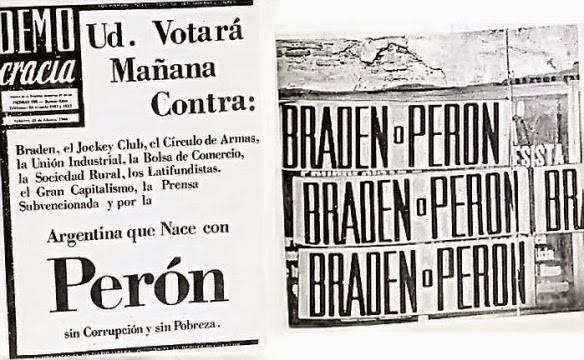 DEMO
cracia
Ud. Votará
Mañana
Contra:
Braden, el Jockey Club, el Círculo de Armas,
la Unión Industrial, la Bolsa de Comercio,
la Sociedad Rural, los Latifundistas.
el Gran Capitalismo, la Prensa
Subvencionada y por la
Argentina que Nace con
Perón
sin Corrupción y sin Pobreza.
BRADEN o PERON
ESISTA
BRADEN o PERON
BRA
BRADEN o PERON